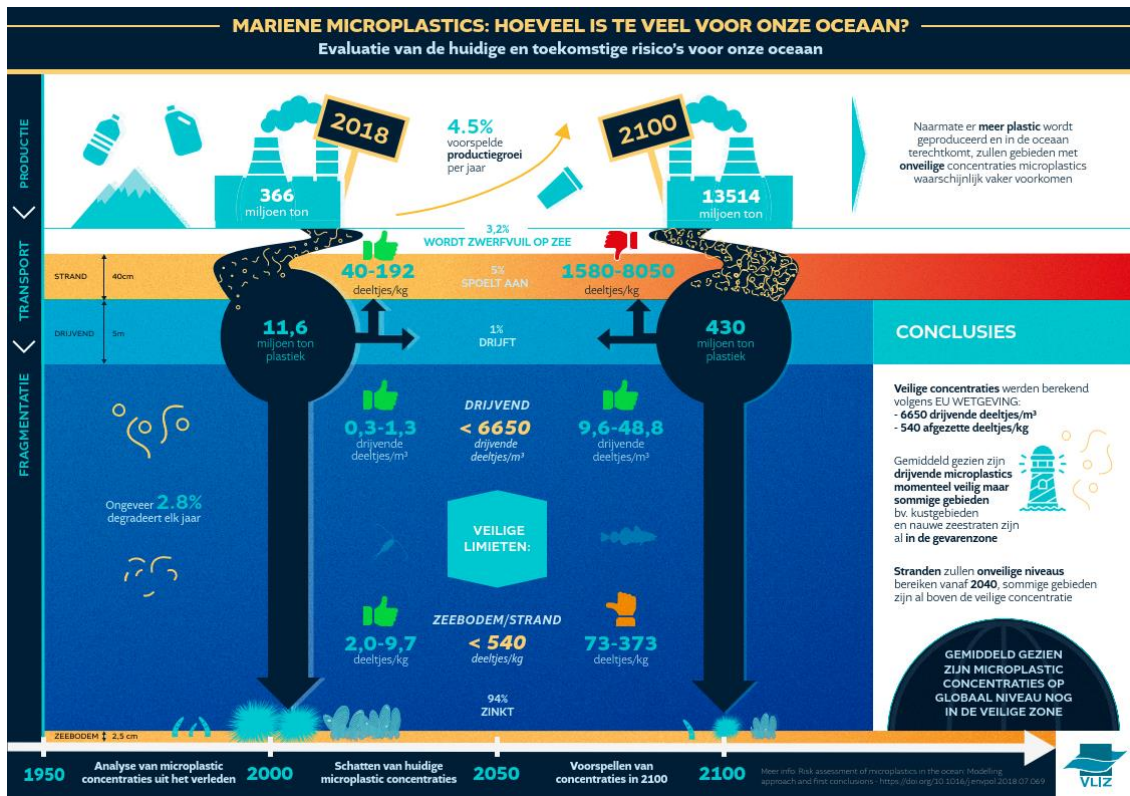 MARIENE MICROPLASTICS: HOEVEEL IS TE VEEL VOOR ONZE OCEAAN?
Evaluatie van de huidige en toekomstige risico's voor onze oceaan
PRODUCTIE
TRANSPORT
FRAGMENTATIE
2018
366
miljoen ton
4.5%
voorspelde
productiegroei
per jaar
2100
13514
miljoen ton
Naarmate er meer plastic wordt
geproduceerd en in de oceaan
terechtkomt, zullen gebieden met
onveilige concentraties microplastics
waarschijnlijk vaker voorkomen
3,2%
WORDT ZWERFVUIL OP ZEE
STRAND
40cm
40-192
deeltjes/kg
5%
SPOELT AAN
1580-8050
deeltjes/kg
DRIJVEND
5m
11,6
miljoen ton
plastiek
1%
DRIJFT
430
miljoen ton
plastiek
0,3-1,3
drijvende
deeltjes/m³
DRIJVEND
< 6650
drijvende
deeltjes/m³
9,6-48,8
drijvende
deeltjes/m³
Ongeveer 2.8%
degradeert elk jaar
VEILIGE
LIMIETEN:
2,0-9,7
deeltjes/kg
ZEEBODEM/STRAND
< 540
deeltjes/kg
73-373
deeltjes/kg
94%
ZINKT
ZEEBODEM
2,5 cm
CONCLUSIES
Veilige concentraties werden berekend
volgens EU WETGEVING:
- 6650 drijvende deeltjes/m³
- 540 afgezette deeltjes/kg
Gemiddeld gezien zijn
drijvende microplastics
momenteel veilig maar
sommige gebieden
bv. kustgebieden
en nauwe zeestraten zijn
al in de gevarenzone
Stranden zullen onveilige niveaus
bereiken vanaf 2040, sommige gebieden
zijn al boven de veilige concentratie
GEMIDDELD GEZIEN
ZIJN MICROPLASTIC
CONCENTRATIES OP
GLOBAAL NIVEAU NOG
IN DE VEILIGE ZONE
1950
Analyse van microplastic
concentraties uit het verleden
2000
Schatten van huidige
microplastic concentraties
2050
Voorspellen van
concentraties in 2100
2100
Meer info: Risk assessment of microplastics in the ocean: Modelling
approach and first conclusions - https://doi.org/10.1016/j.envpol.2018.07.069
VLIZ